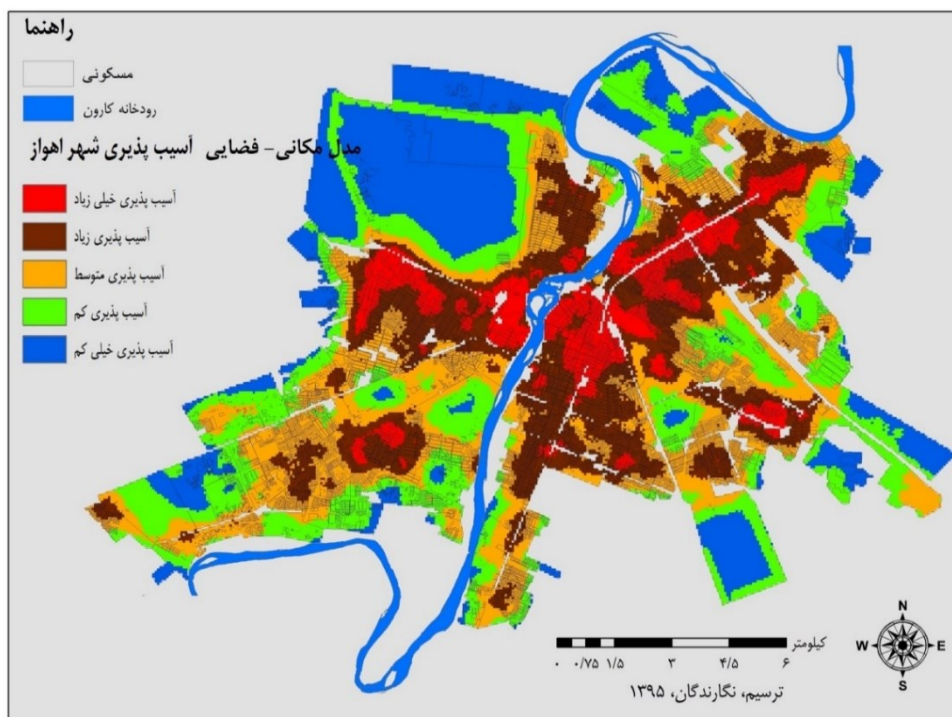 راهنما
مسکونی
رودخانه کارون
مدل مکانی- فضایی آسیب پذیری شهر اهواز
آسیب پذیری خیلی زیاد
آسیب پذیری زیاد
آسیب پذیری متوسط
آسیب پذیری کم
آسیب پذیری خیلی کم
N
W E
S
کیلومتر
۰ ۰/۷۵ ۱/۵ ۳ ۴/۵ ۶
ترسیم، نگارندگان، ۱۳۹۵